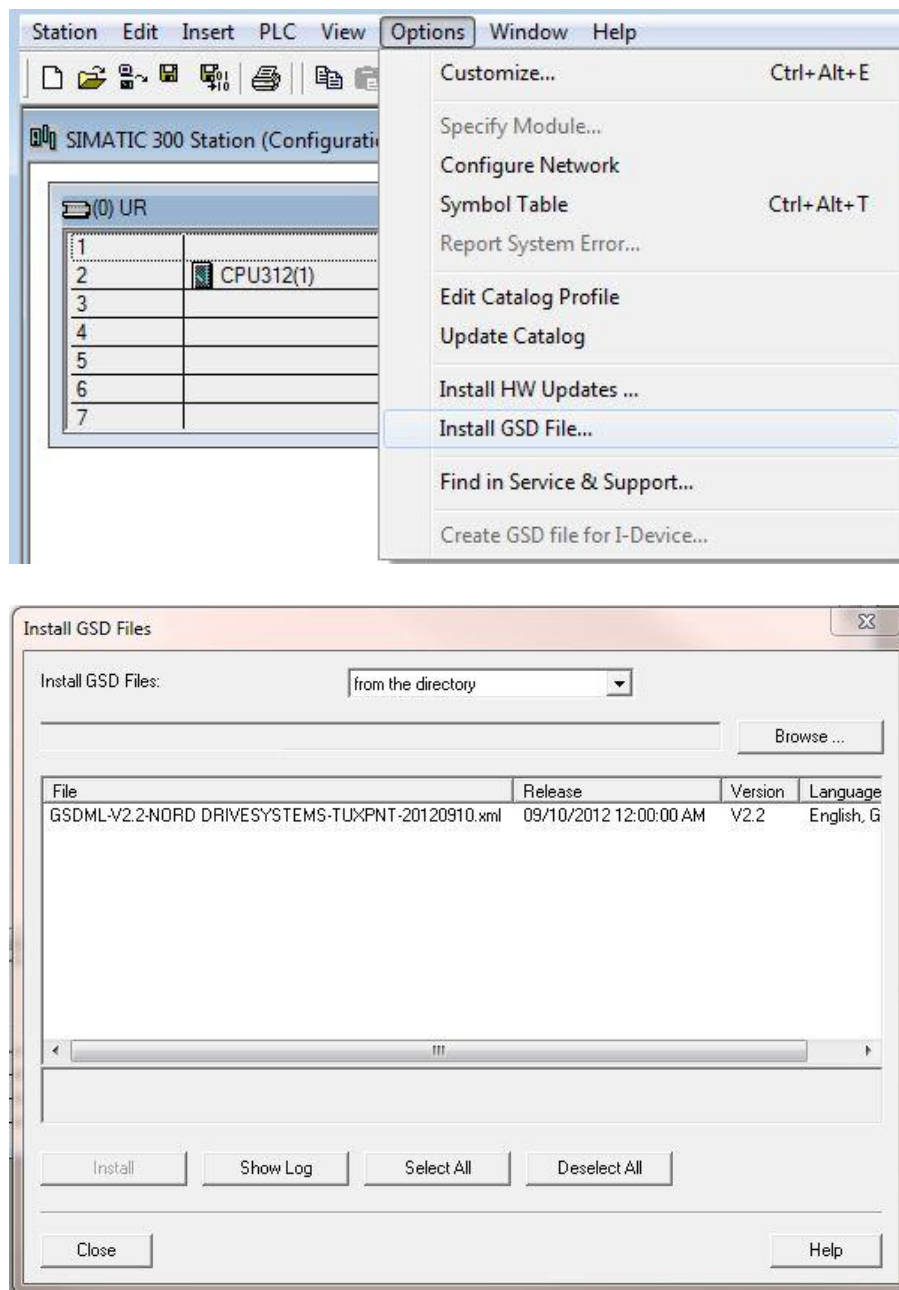 Station Edit Insert PLC View Options Window Help
Customize... Ctrl+Alt+E
SIMATIC 300 Station (Configurati
Specify Module...
Configure Network
(0) UR
Symbol Table Ctrl+Alt+T
1
Report System Error...
2 CPU312(1)
3
Edit Catalog Profile
4
Update Catalog
5
6
Install HW Updates ...
7
Install GSD File...
Find in Service & Support...
Create GSD file for I-Device...
Install GSD Files
Install GSD Files: from the directory
Browse ...
File Release Version Language
GSDML-V2.2-NORD DRIVESYSTEMS-TUXPNT-20120910.xml 09/10/2012 12:00:00 AM V2.2 English, G
Install Show Log Select All Deselect All
Close Help